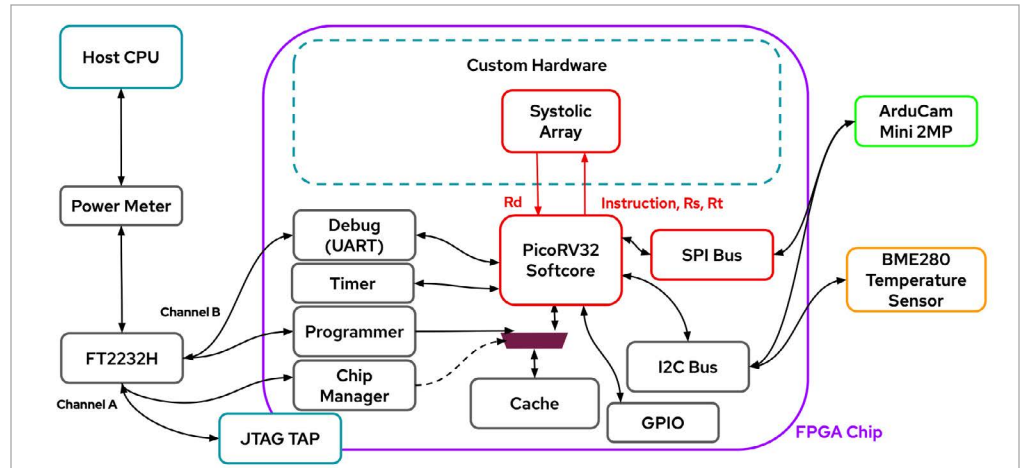 Host CPU
Custom Hardware
Systolic
Array
ArduCam
Mini 2MP
Power Meter
Rd
Instruction, Rs, Rt
Debug
(UART)
PicoRV32
Softcore
SPI Bus
BME280
Temperature
Sensor
Timer
Channel B
Programmer
FT2232H
I2C Bus
Chip
Manager
Cache
Channel A
GPIO
FPGA Chip
JTAG TAP